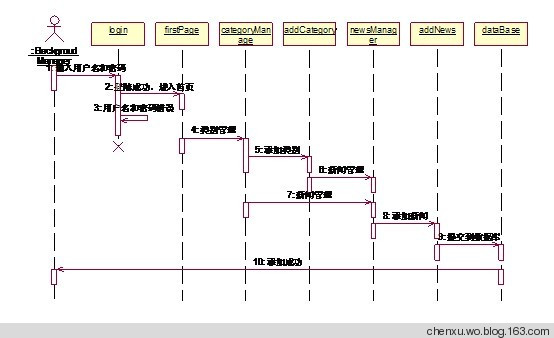 :Backgroud
Manager
login
firstPage
categoryMana
ge
addCategory
newsManag
er
addNews
dataBase
1: 输入用户名和密码
2: 登陆成功，进入首页
3: 用户名和密码错误
4: 类别管理
5: 添加类别
6: 新闻管理
7: 新闻管理
8: 添加新闻
9: 提交到数据库
10: 添加成功
chenxu.wo.blog.163.com